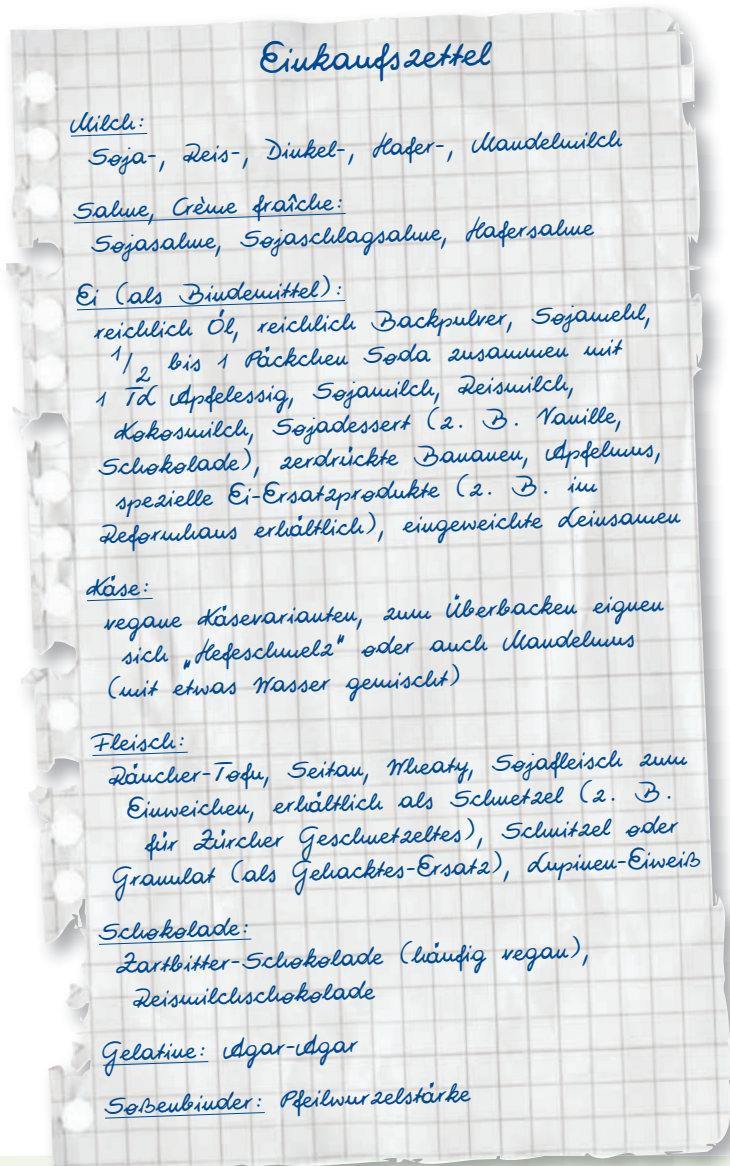 Einkaufszettel
Milch:
Soja-, Reis-, Dinkel-, Hafer-, Mandelmilch
Sahne, Crème fraîche:
Sojasahne, Sojaschlagsahne, Hafersahne
Ei (als Bindemittel):
reichlich Öl, reichlich Backpulver, Sojamehl,
1/2 bis 1 Päckchen Soda zusammen mit
1 Tl Apfelessig, Sojamilch, Reismilch,
Kokosmilch, Sojadessert (z. B. Vanille,
Schokolade), zerdrückte Bananen, Apfelmus,
spezielle Ei-Ersatzprodukte (z. B. im
Reformhaus erhältlich), eingeweichte Leinsamen
Käse:
vegane Käsevarianten, zum Überbacken eignen
sich „Hefeschmelz" oder auch Mandelmus
(mit etwas Wasser gemischt)
Fleisch:
Räucher-Tofu, Seitan, Wheaty, Sojafleisch zum
Einweichen, erhältlich als Schnetzel (z. B.
für Zürcher Geschnetzeltes), Schnitzel oder
Granulat (als Gehacktes-Ersatz), Lupinen-Eiweiß
Schokolade:
Zartbitter-Schokolade (häufig vegan),
Reismilchschokolade
Gelatine: Agar-Agar
Soßenbinder: Pfeilwurzelstärke